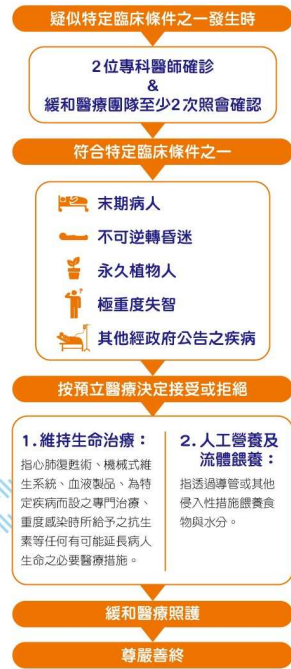 疑似特定臨床條件之一發生時
2位專科醫師確診
&
緩和醫療團隊至少2次照會確認
符合特定臨床條件之一
末期病人
不可逆轉昏迷
永久植物人
極重度失智
其他經政府公告之疾病
按預立醫療決定接受或拒絕
1.維持生命治療：
指心肺復甦術、機械式維
生系統、血液製品、為特
定疾病而設之專門治療、
重度感染時所給予之抗生
素等任何有可能延長病人
生命之必要醫療措施。
2.人工營養及
流體餵養：
指透過導管或其他
侵入性措施餵養食
物與水分。
緩和醫療照護
尊嚴善終